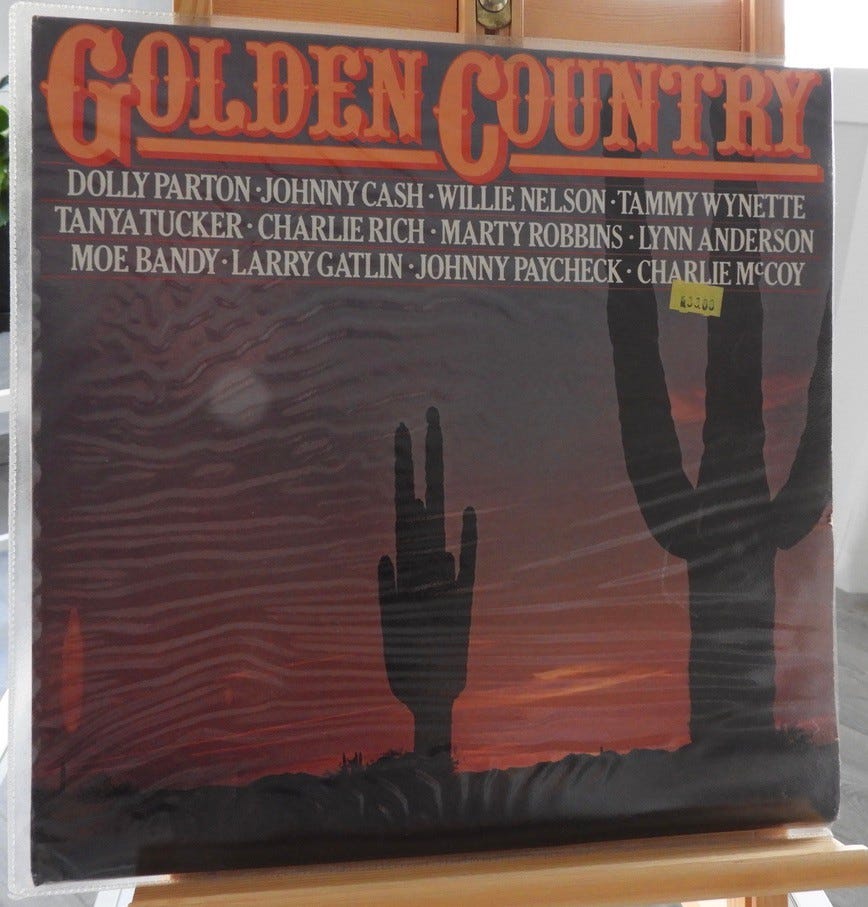 GOLDEN COUNTRY
DOLLY PARTON · JOHNNY CASH · WILLIE NELSON · TAMMY WYNETTE
TANYA TUCKER · CHARLIE RICH · MARTY ROBBINS · LYNN ANDERSON
MOE BANDY · LARRY GATLIN · JOHNNY PAYCHECK · CHARLIE McCOY